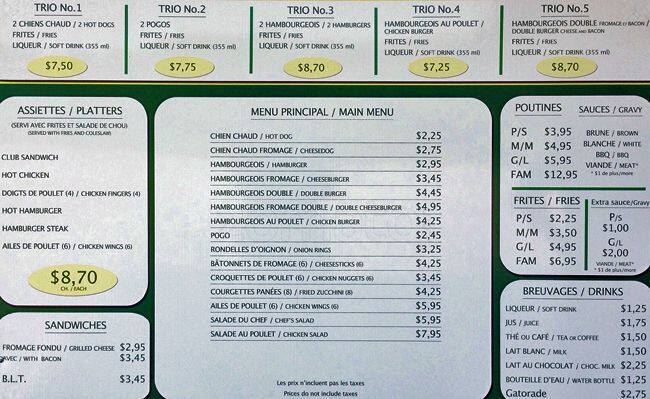 TRIO No.1
2 CHIENS CHAUD / 2 HOT DOGS
FRITES / FRIES
LIQUEUR / SOFT DRINK (355 ml)
$7,50
TRIO No.2
2 POGOS
FRITES / FRIES
LIQUEUR / SOFT DRINK (355 ml)
$7,75
TRIO No.3
2 HAMBOURGEOIS / 2 HAMBURGERS
FRITES / FRIES
LIQUEUR / SOFT DRINK (355 ml)
$8,70
TRIO No.4
HAMBOURGEOIS AU POULET /
CHICKEN BURGER
FRITES / FRIES
LIQUEUR / SOFT DRINK (355 ml)
$7,25
TRIO No.5
HAMBOURGEOIS DOUBLE FROMAGE ET BACON /
DOUBLE BURGER CHEESE AND BACON
FRITES / FRIES
LIQUEUR / SOFT DRINK (355 ml)
$8,70
ASSIETTES / PLATTERS
(SERVI AVEC FRITES ET SALADE DE CHOU)
(SERVED WITH FRIES AND COLESLAW)
CLUB SANDWICH
HOT CHICKEN
DOIGTS DE POULET (4) / CHICKEN FINGERS (4)
HOT HAMBURGER
HAMBURGER STEAK
AILES DE POULET (6) / CHICKEN WINGS (6)
$8,70
CH. / EACH
SANDWICHES
FROMAGE FONDU / GRILLED CHEESE $2,95
AVEC / WITH BACON $3,45
B.L.T. $3,45
MENU PRINCIPAL / MAIN MENU
CHIEN CHAUD / HOT DOG $2,25
CHIEN CHAUD FROMAGE / CHEESEDOG $2,75
HAMBOURGEOIS / HAMBURGER $2,95
HAMBOURGEOIS FROMAGE / CHEESEBURGER $3,45
HAMBOURGEOIS DOUBLE / DOUBLE BURGER $4,45
HAMBOURGEOIS FROMAGE DOUBLE / DOUBLE CHEESEBURGER $4,95
HAMBOURGEOIS AU POULET / CHICKEN BURGER $4,25
POGO $2,45
RONDELLES D'OIGNON / ONION RINGS $3,25
BÂTONNETS DE FROMAGE (6) / CHEESESTICKS (6) $4,25
CROQUETTES DE POULET (6) / CHICKEN NUGGETS (6) $3,45
COURGETTES PANÉES (8) / FRIED ZUCCHINI (8) $4,25
AILES DE POULET (6) / CHICKEN WINGS (6) $5,95
SALADE DU CHEF / CHEF'S SALAD $5,95
SALADE AU POULET / CHICKEN SALAD $7,95
Les prix n'incluent pas les taxes
Prices do not include taxes
POUTINES
P/S $3,95
M/M $4,95
G/L $5,95
FAM $12,95
SAUCES / GRAVY
BRUNE / BROWN
BLANCHE / WHITE
BBQ / BBQ
VIANDE / MEAT*
* $1 de plus/more
FRITES / FRIES
P/S $2,25
M/M $3,50
G/L $4,95
FAM $6,95
Extra sauce/Gravy
P/S
$1,00
G/L
$2,00
VIANDE / MEAT*
* $1 de plus/more
BREUVAGES / DRINKS
LIQUEUR / SOFT DRINK $1,25
JUS / JUICE $1,75
THÉ OU CAFÉ / TEA OR COFFEE $1,50
LAIT BLANC / MILK $1,50
LAIT AU CHOCOLAT / CHOC. MILK $2,25
BOUTEILLE D'EAU / WATER BOTTLE $1,25
Gatorade $2,75